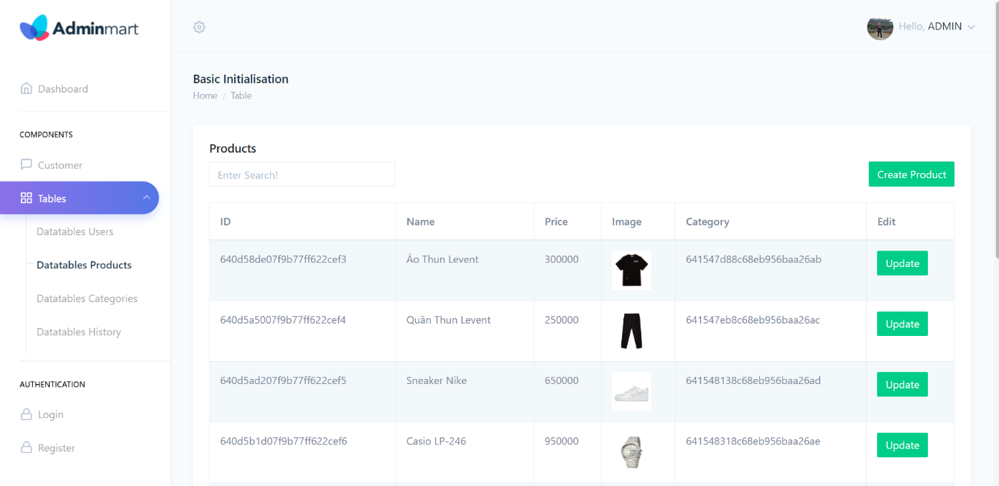 Adminmart
Hello, ADMIN
Dashboard
COMPONENTS
Customer
Tables
Datatables Users
Datatables Products
Datatables Categories
Datatables History
AUTHENTICATION
Login
Register
Basic Initialisation
Home / Table
Products
Enter Search!
Create Product
ID Name Price Image Category Edit
640d58de07f9b77ff622cef3 Áo Thun Levent 300000 641547d88c68eb956baa26ab Update
640d5a5007f9b77ff622cef4 Quần Thun Levent 250000 641547eb8c68eb956baa26ac Update
640d5ad207f9b77ff622cef5 Sneaker Nike 650000 641548138c68eb956baa26ad Update
640d5b1d07f9b77ff622cef6 Casio LP-246 950000 641548318c68eb956baa26ae Update